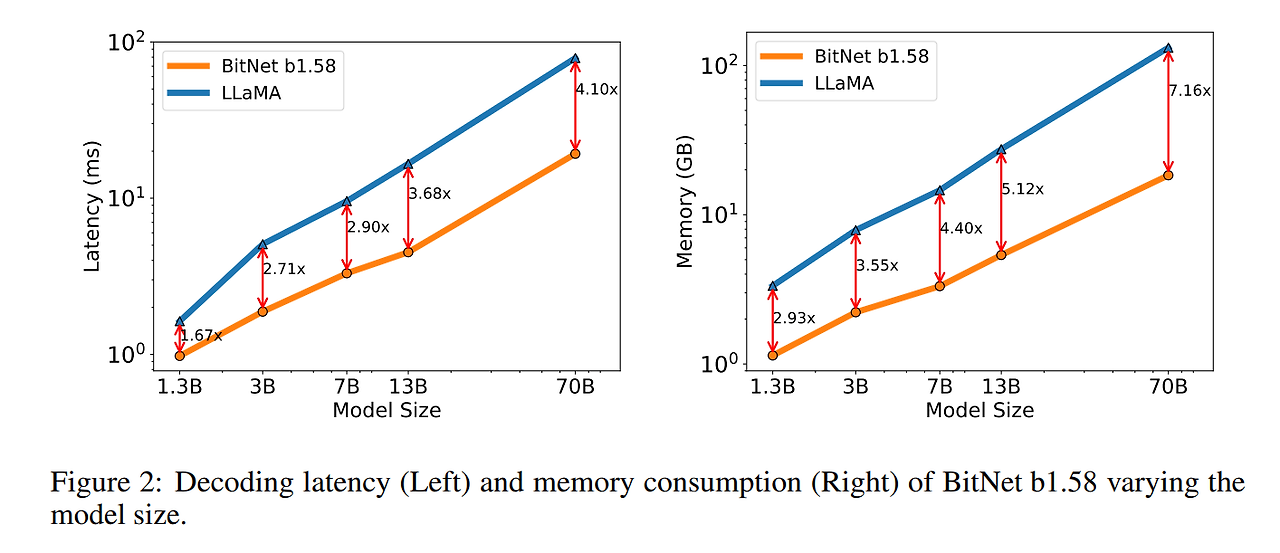 10²
10¹
10⁰
Latency (ms)
BitNet b1.58
LLaMA
1.67x
2.71x
2.90x
3.68x
4.10x
1.3B 3B 7B 13B 70B
Model Size
10²
10¹
10⁰
Memory (GB)
BitNet b1.58
LLaMA
2.93x
3.55x
4.40x
5.12x
7.16x
1.3B 3B 7B 13B 70B
Model Size
Figure 2: Decoding latency (Left) and memory consumption (Right) of BitNet b1.58 varying the
model size.